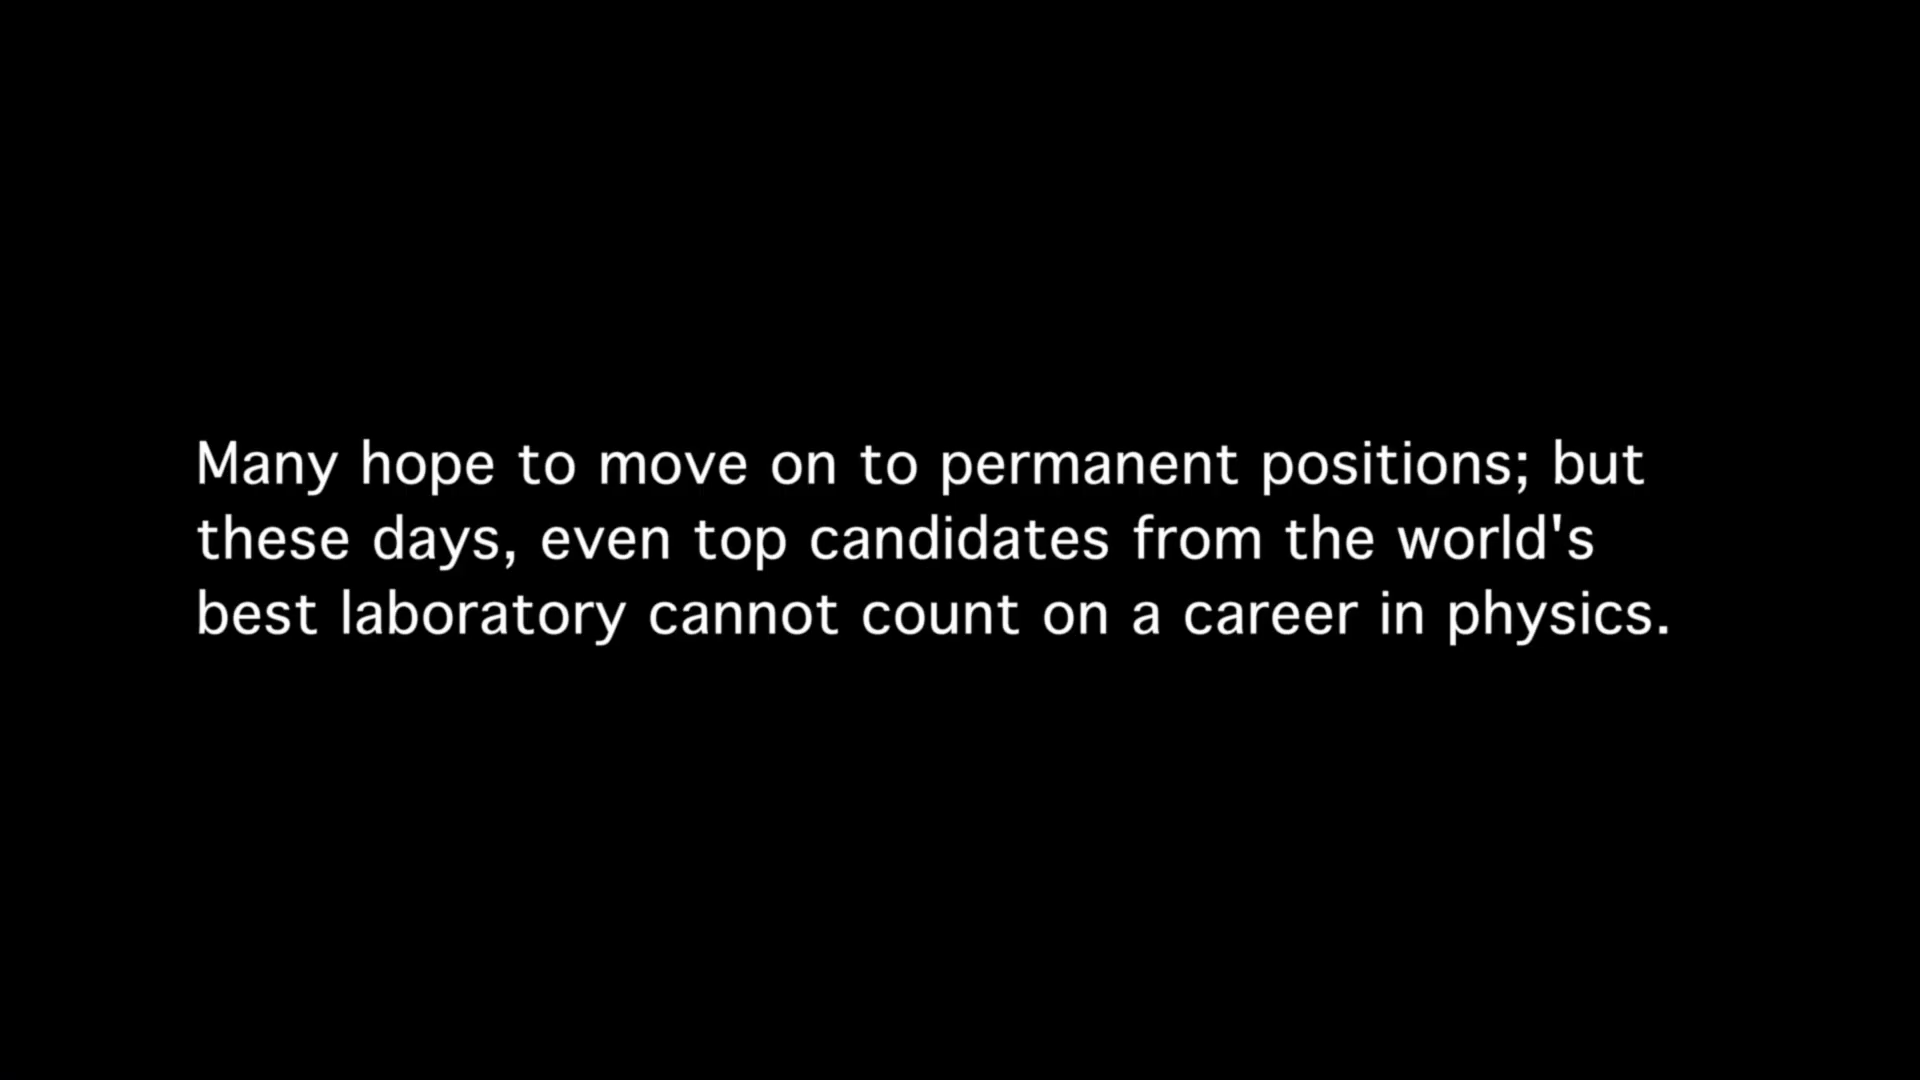 Many hope to move on to permanent positions; but
these days, even top candidates from the world's
best laboratory cannot count on a career in physics.